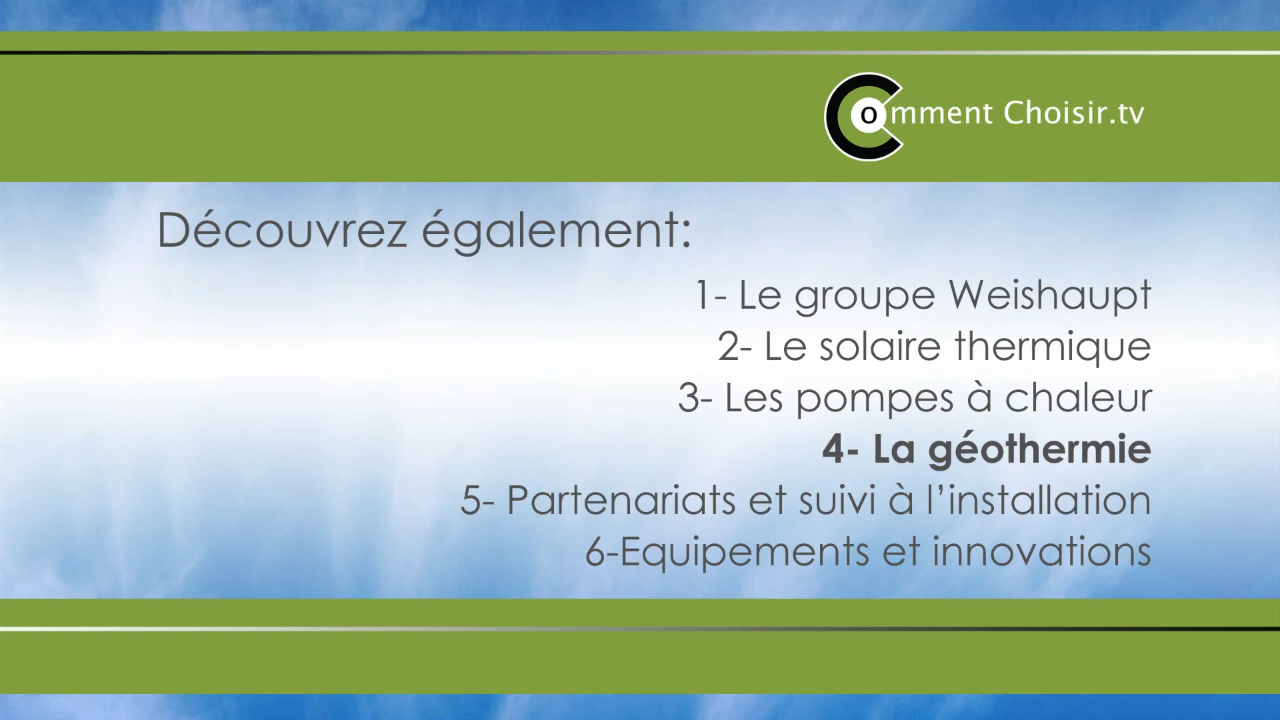 Comment Choisir.tv
Découvrez également:
1- Le groupe Weishaupt
2- Le solaire thermique
3- Les pompes à chaleur
4- La géothermie
5- Partenariats et suivi à l’installation
6-Equipements et innovations